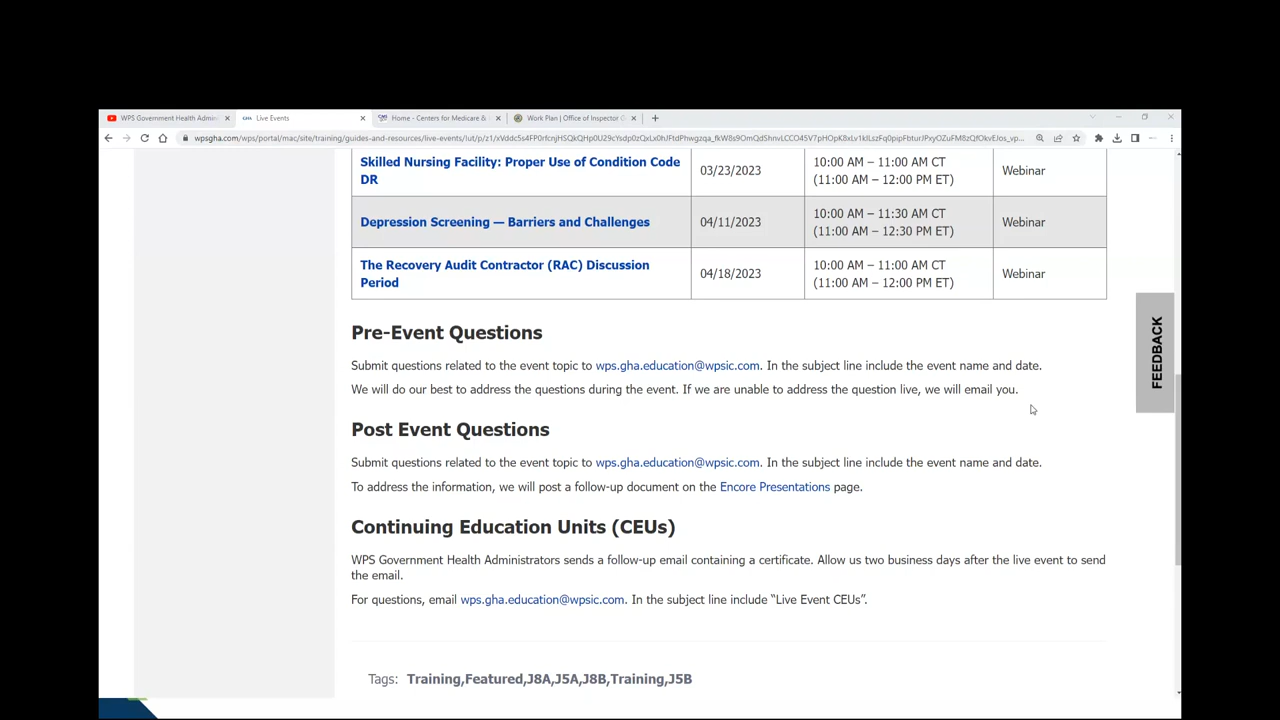 WPS Government Health Admini
Live Events
Home - Centers for Medicare &
Work Plan | Office of Inspector G
Skilled Nursing Facility: Proper Use of Condition Code
DR
03/23/2023
10:00 AM – 11:00 AM CT
(11:00 AM – 12:00 PM ET)
Webinar
Depression Screening — Barriers and Challenges
04/11/2023
10:00 AM – 11:30 AM CT
(11:00 AM – 12:30 PM ET)
Webinar
The Recovery Audit Contractor (RAC) Discussion
Period
04/18/2023
10:00 AM – 11:00 AM CT
(11:00 AM – 12:00 PM ET)
Webinar
FEEDBACK
Pre-Event Questions
Submit questions related to the event topic to wps.gha.education@wpsic.com. In the subject line include the event name and date.
We will do our best to address the questions during the event. If we are unable to address the question live, we will email you.
Post Event Questions
Submit questions related to the event topic to wps.gha.education@wpsic.com. In the subject line include the event name and date.
To address the information, we will post a follow-up document on the Encore Presentations page.
Continuing Education Units (CEUs)
WPS Government Health Administrators sends a follow-up email containing a certificate. Allow us two business days after the live event to send
the email.
For questions, email wps.gha.education@wpsic.com. In the subject line include “Live Event CEUs”.
Tags: Training,Featured,J8A,J5A,J8B,Training,J5B